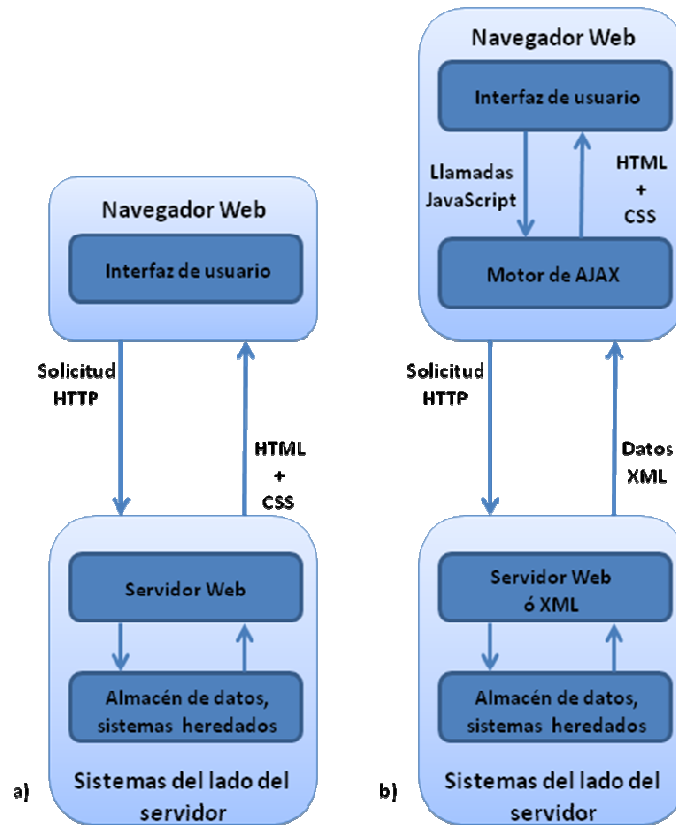 Navegador Web
Interfaz de usuario
Solicitud
HTTP
HTML
+
CSS
Servidor Web
Almacén de datos,
sistemas heredados
Sistemas del lado del
servidor
a)
Navegador Web
Interfaz de usuario
Llamadas
JavaScript
HTML
+
CSS
Motor de AJAX
Solicitud
HTTP
Datos
XML
Servidor Web
ó XML
Almacén de datos,
sistemas heredados
Sistemas del lado del
servidor
b)